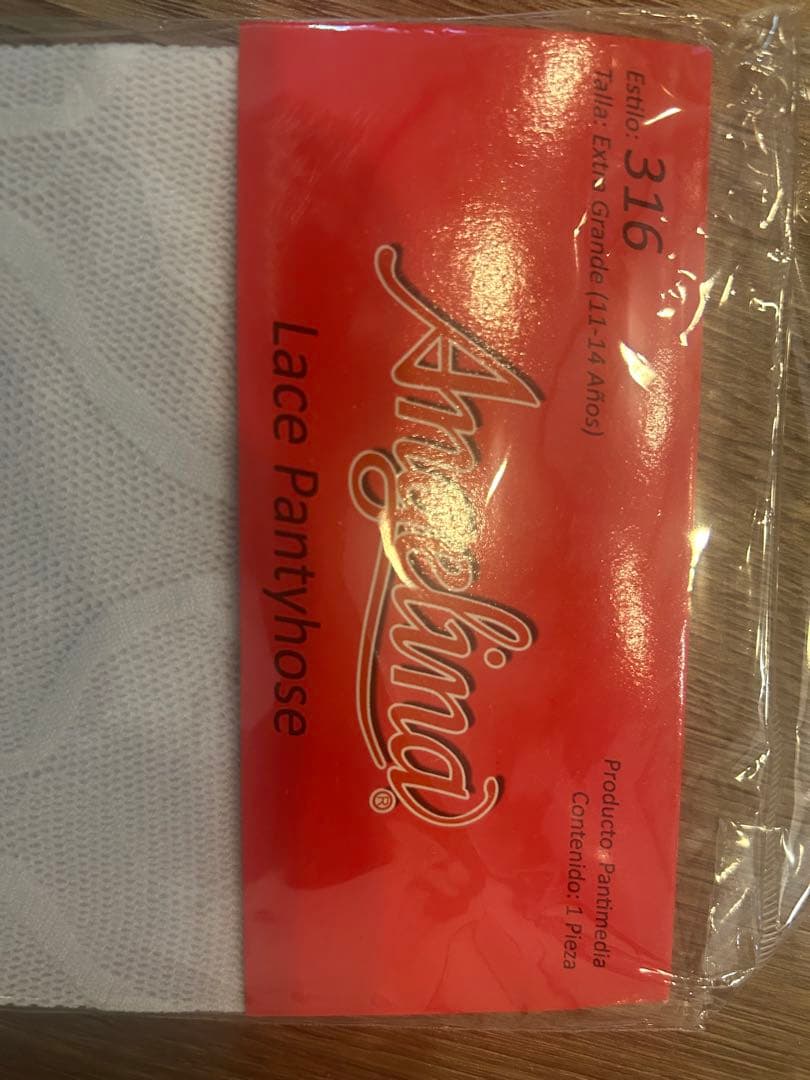 Estilo: 316
Talla: Extra Grande (11-14 Años)
Producto: Pantimedia
Contenido: 1 Pieza
Angelina®
Lace Pantyhose